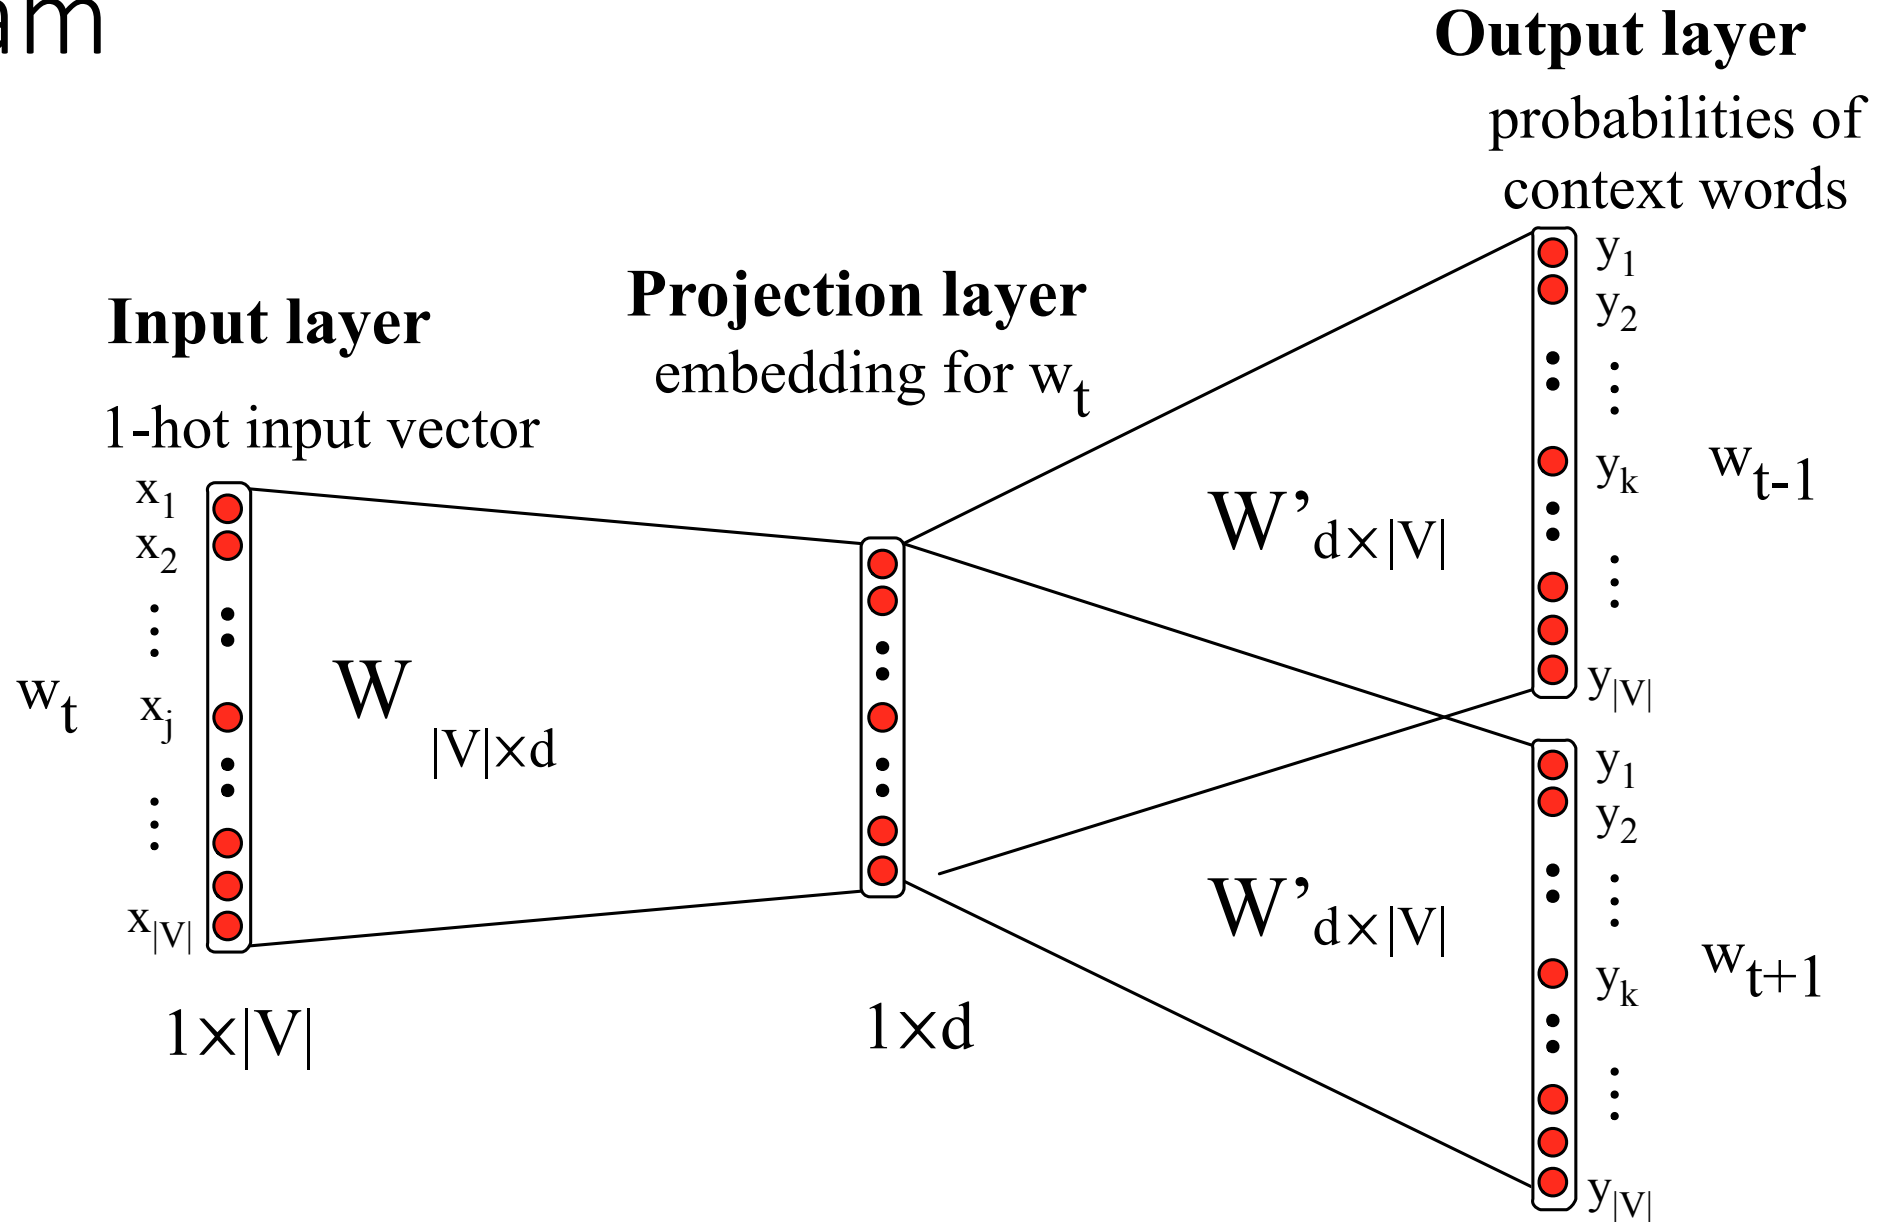 am
Output layer
probabilities of
context words
Input layer
1-hot input vector
Projection layer
embedding for wt
wt
x1
x2
xj
x|V|
W |V|×d
1×|V|
1×d
W’d×|V|
W’d×|V|
y1
y2
yk
y|V|
wt-1
y1
y2
yk
y|V|
wt+1